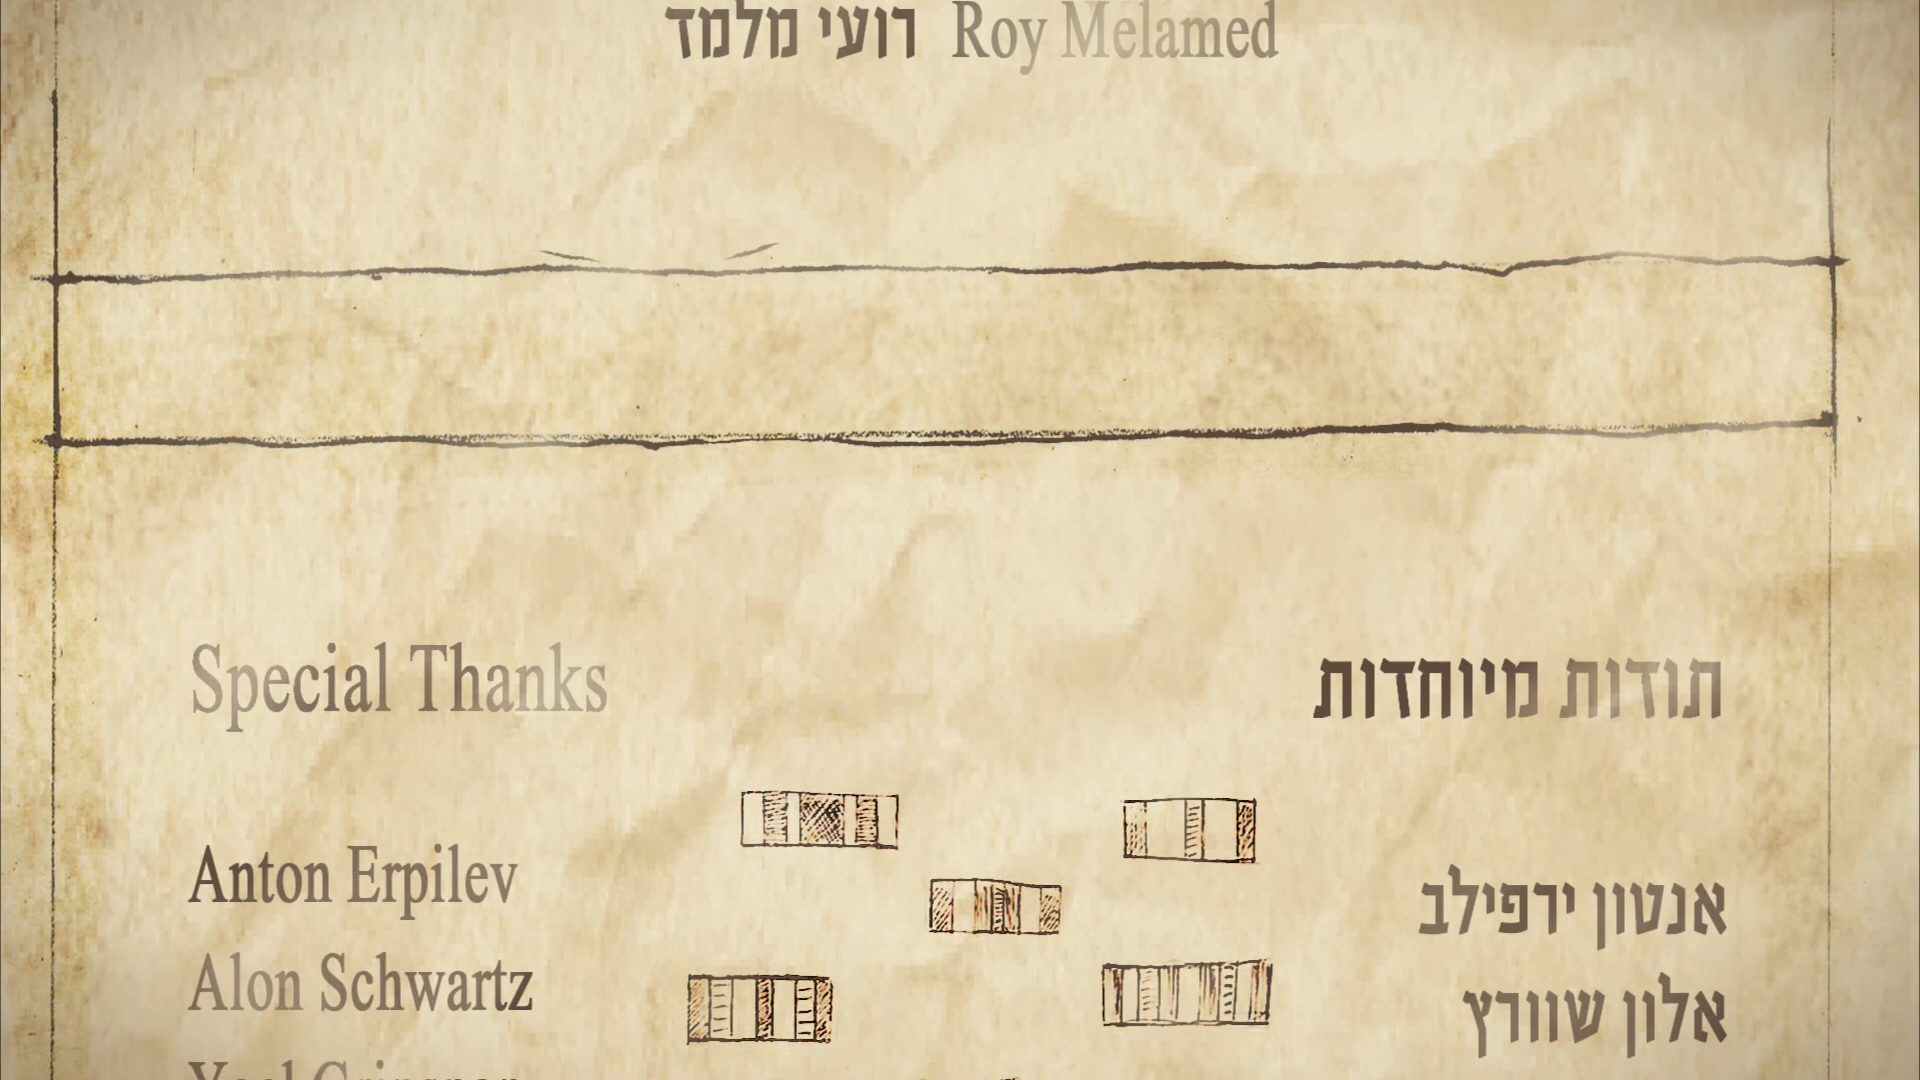 רועי מלמד Roy Melamed
Special Thanks תודות מיוחדות
Anton Erpilev אנטון ירפילב
Alon Schwartz אלון שוורץ